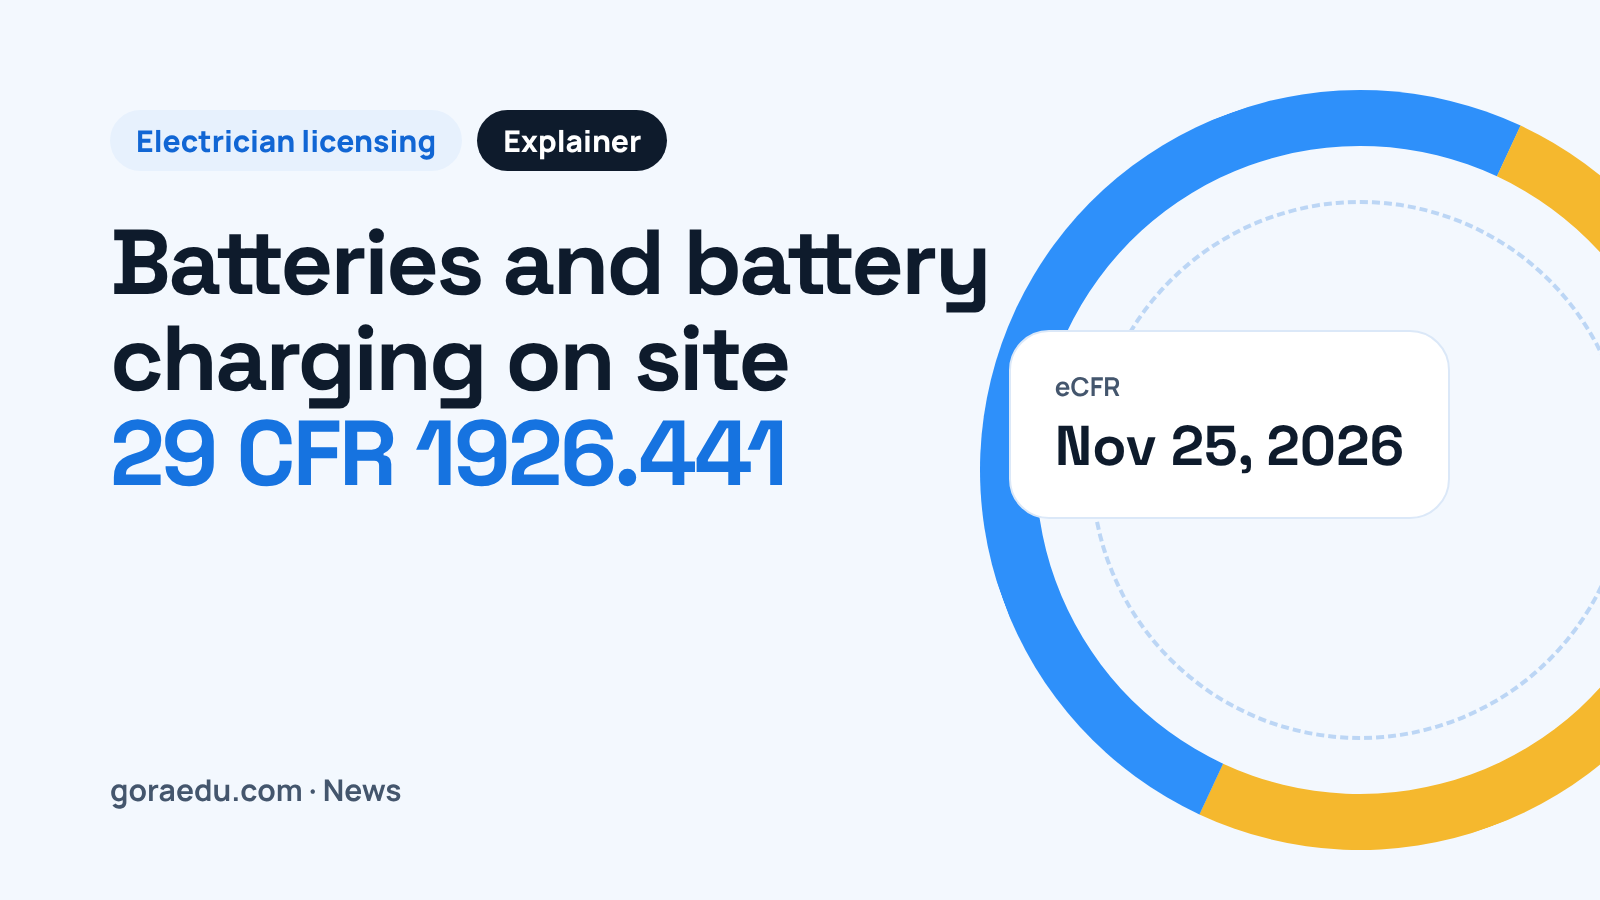 Electrician licensing
Explainer
Batteries and battery
charging on site
29 CFR 1926.441
eCFR
Nov 25, 2026
goraedu.com · News